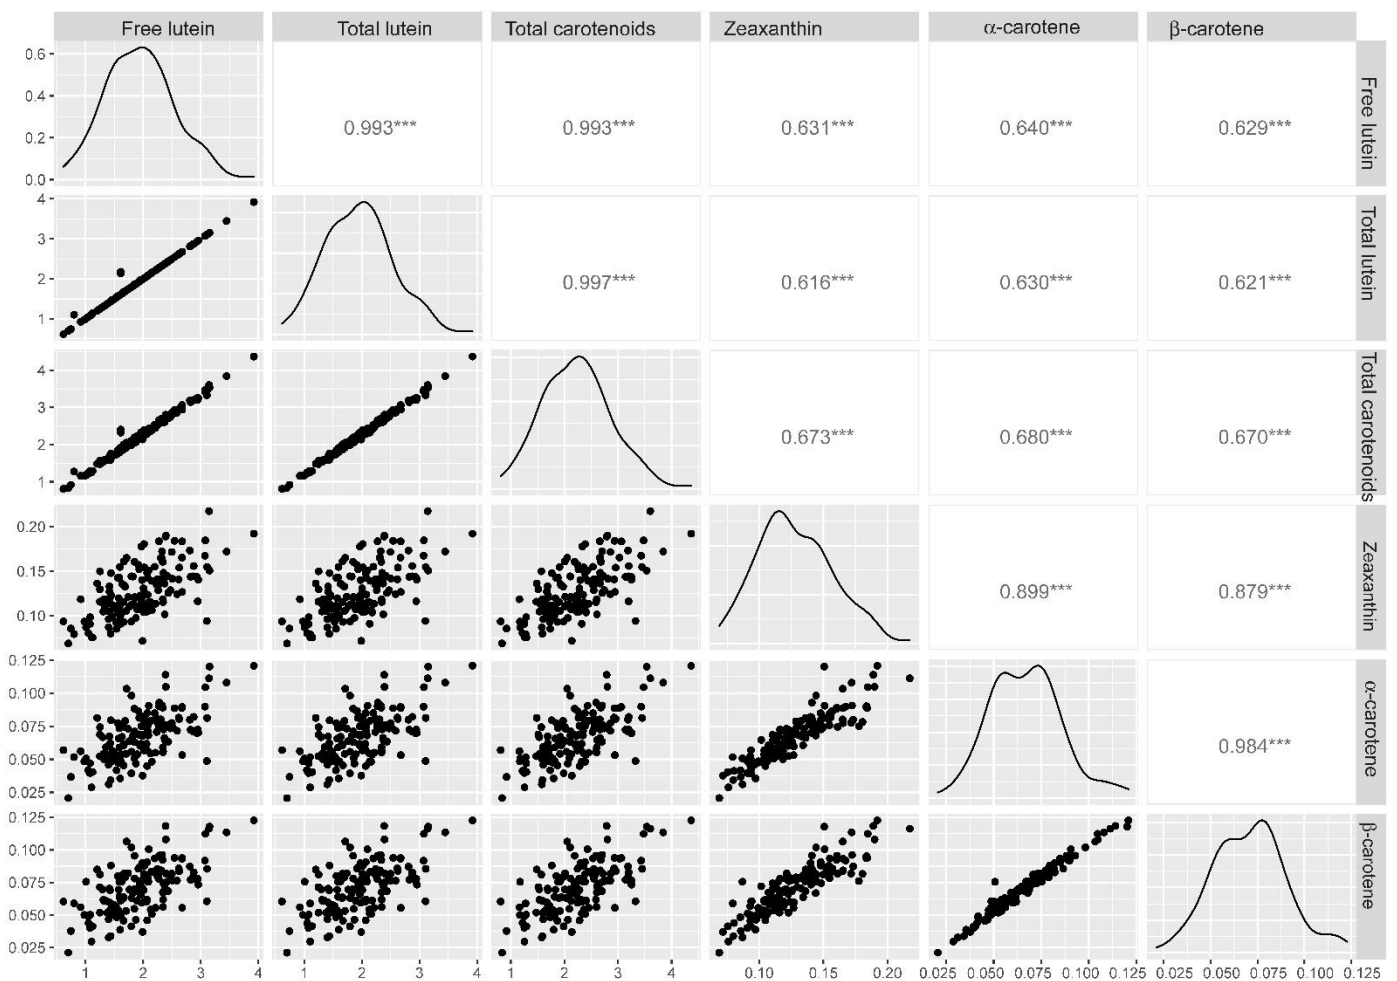 Free lutein Total lutein Total carotenoids Zeaxanthin α-carotene β-carotene
0.6
0.4
0.2
0.0
0.993*** 0.993*** 0.631*** 0.640*** 0.629***
Free lutein
4
3
2
1
0.997*** 0.616*** 0.630*** 0.621***
Total lutein
4
3
2
1
0.673*** 0.680*** 0.670***
Total carotenoids
0.20
0.15
0.10
0.899*** 0.879***
Zeaxanthin
0.125
0.100
0.075
0.050
0.025
0.984***
α-carotene
0.125
0.100
0.075
0.050
0.025
β-carotene
1 2 3 4 1 2 3 4 1 2 3 4 0.10 0.15 0.20 0.025 0.050 0.075 0.100 0.125 0.025 0.050 0.075 0.100 0.125